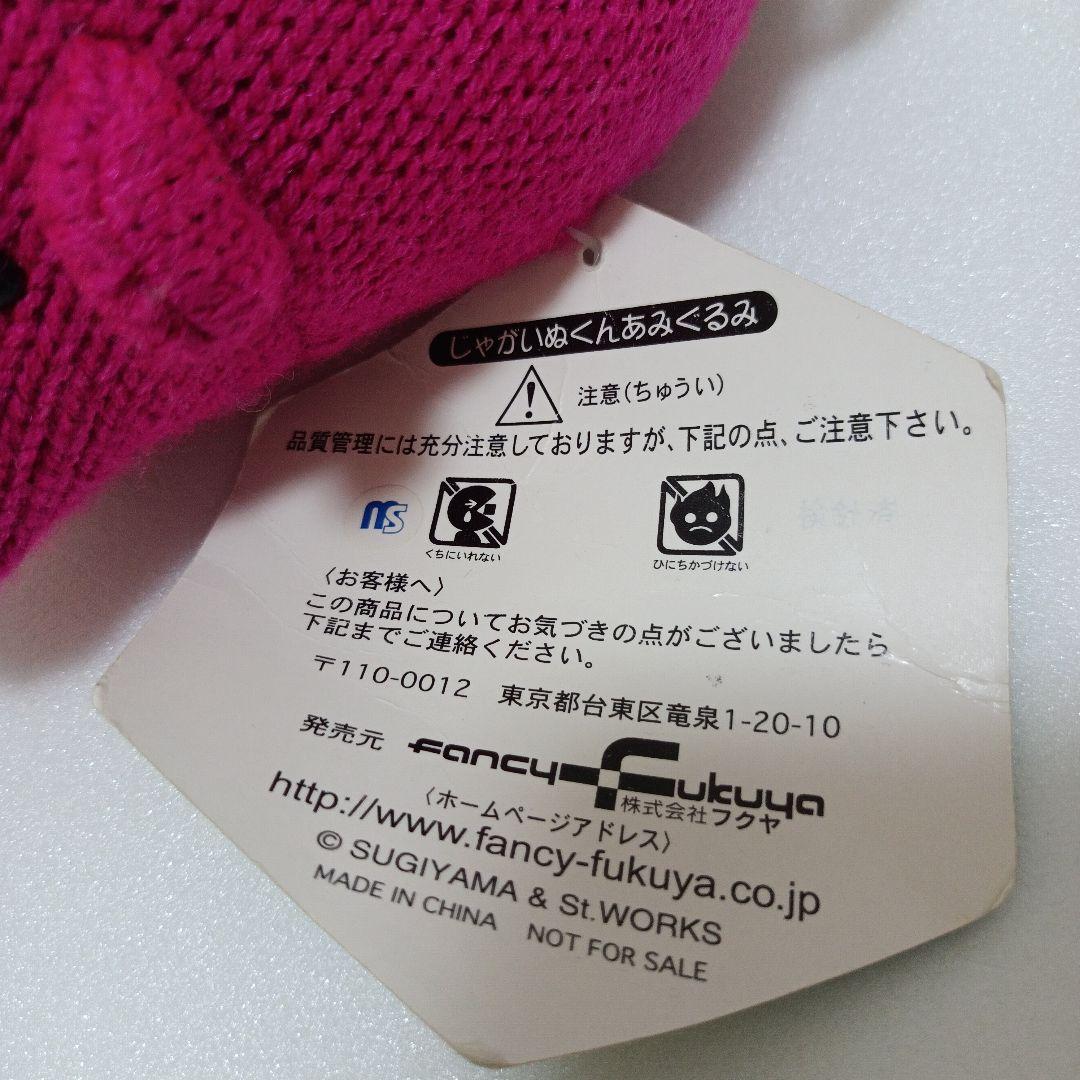 じゃがいぬくんあみぐるみ
注意(ちゅうい)
品質管理には充分注意しておりますが、下記の点、ご注意下さい。
MS
くちにいれない
ひにちかづけない
〈お客様へ〉
この商品についてお気づきの点がございましたら
下記までご連絡ください。
〒110-0012 東京都台東区竜泉1-20-10
発売元 Fancy Fukuya
株式会社フクヤ
〈ホームページアドレス〉
http://www.fancy-fukuya.co.jp
© SUGIYAMA & St.WORKS
MADE IN CHINA NOT FOR SALE